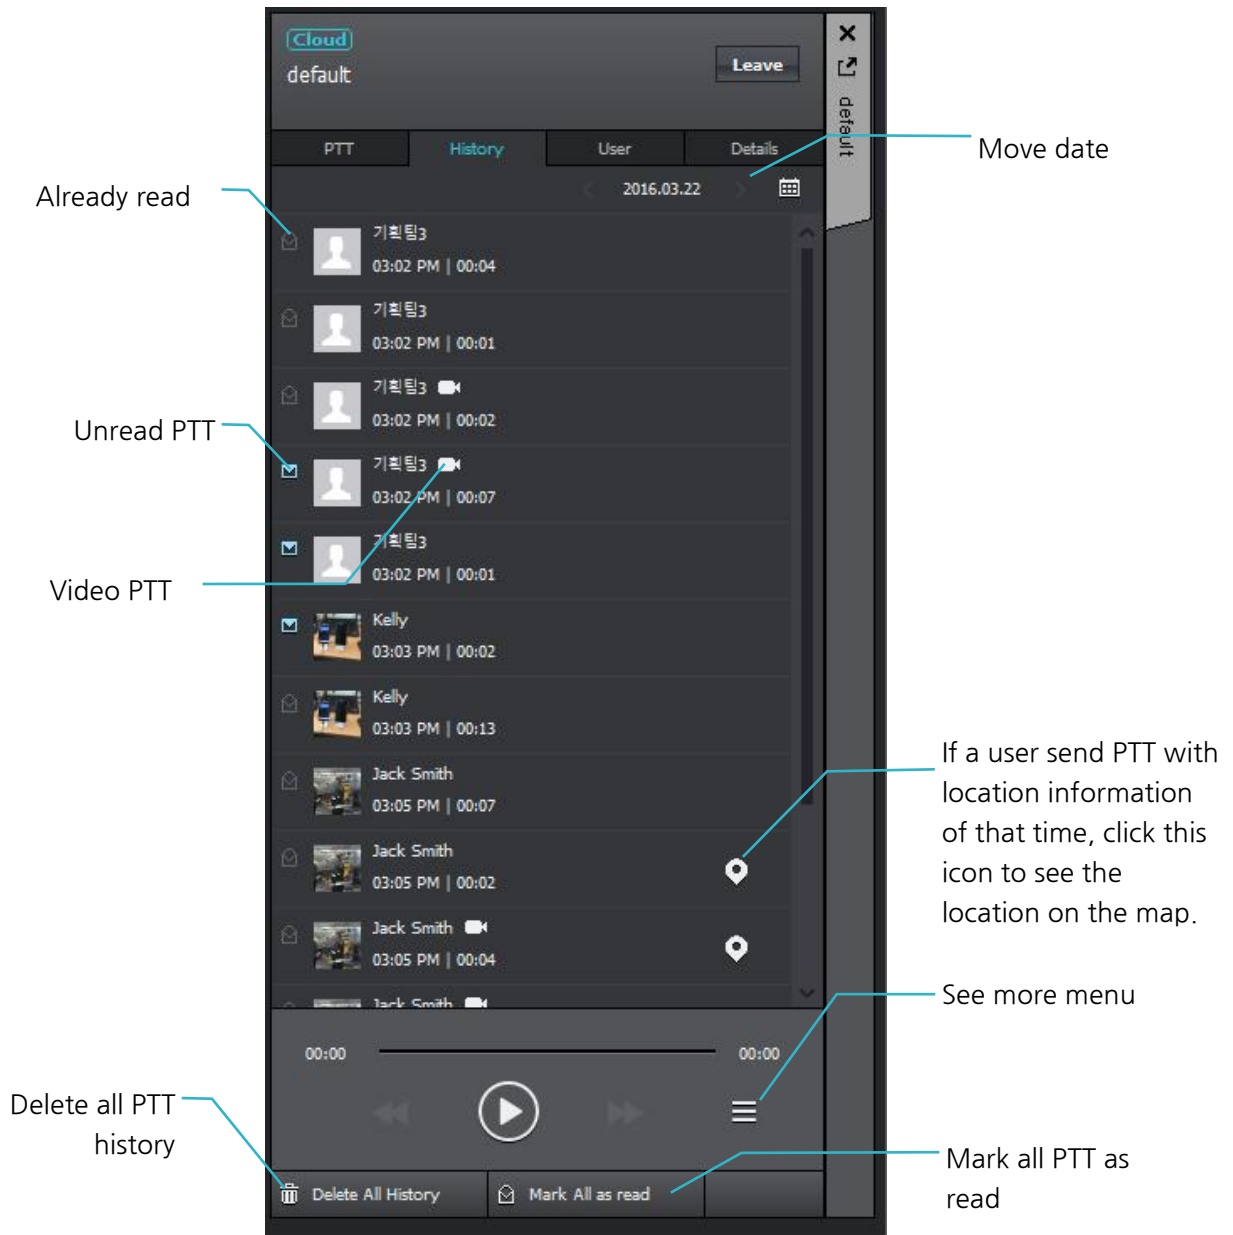 Cloud
default
Leave
default
PTT
History
User
Details
Move date
2016.03.22
Already read
기획팀3
03:02 PM | 00:04
기획팀3
03:02 PM | 00:01
기획팀3
03:02 PM | 00:02
Unread PTT
기획팀3
03:02 PM | 00:07
기획팀3
03:02 PM | 00:01
Video PTT
Kelly
03:03 PM | 00:02
Kelly
03:03 PM | 00:13
Jack Smith
03:05 PM | 00:07
Jack Smith
03:05 PM | 00:02
If a user send PTT with
location information
of that time, click this
icon to see the
location on the map.
Jack Smith
03:05 PM | 00:04
Jack Smith
See more menu
00:00
00:00
Delete all PTT
history
Mark all PTT as
read
Delete All History
Mark All as read